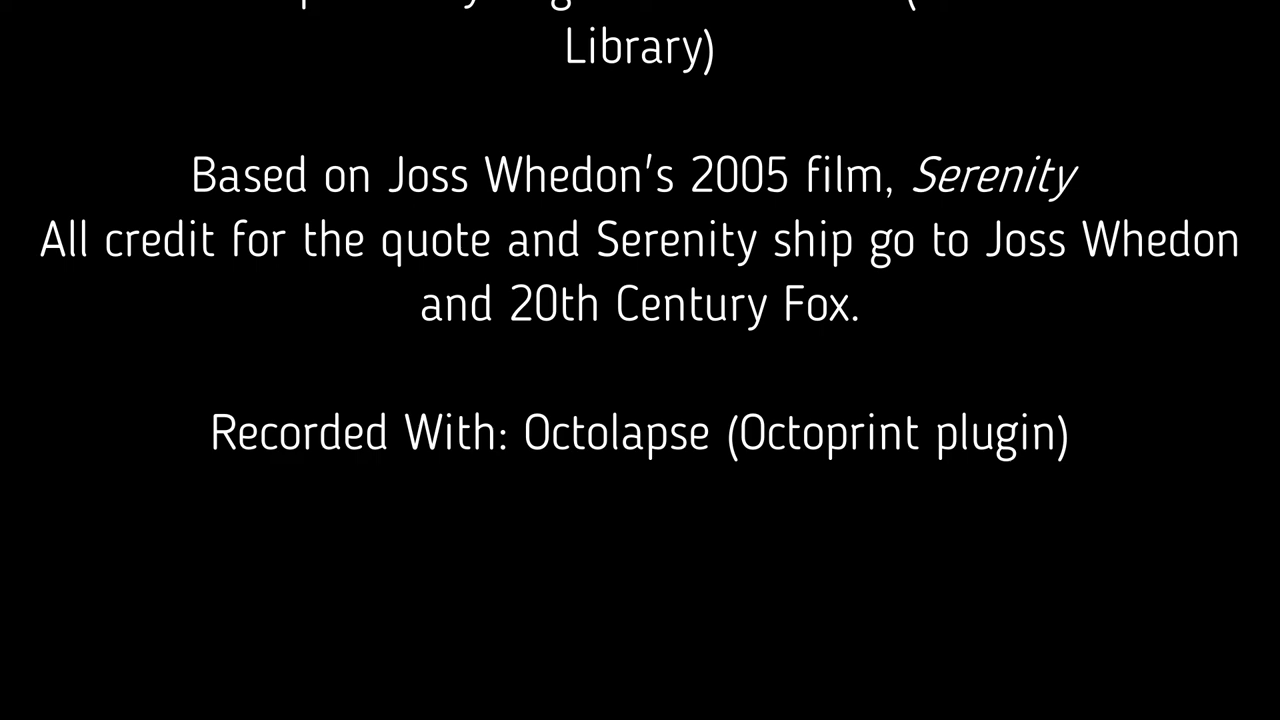 Library)
Based on Joss Whedon's 2005 film, Serenity
All credit for the quote and Serenity ship go to Joss Whedon
and 20th Century Fox.
Recorded With: Octolapse (Octoprint plugin)